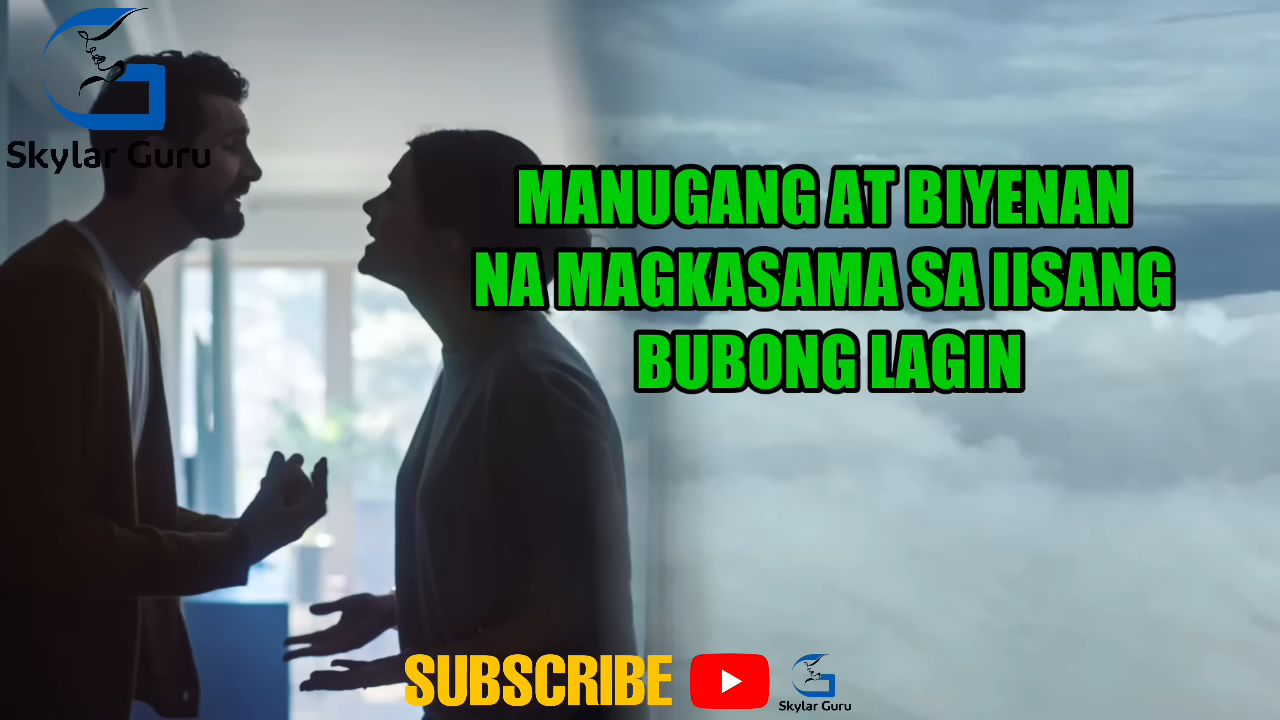 Skylar Guru
MANUGANG AT BIYENAN
NA MAGKASAMA SA IISANG
BUBONG LAGIN
SUBSCRIBE
Skylar Guru